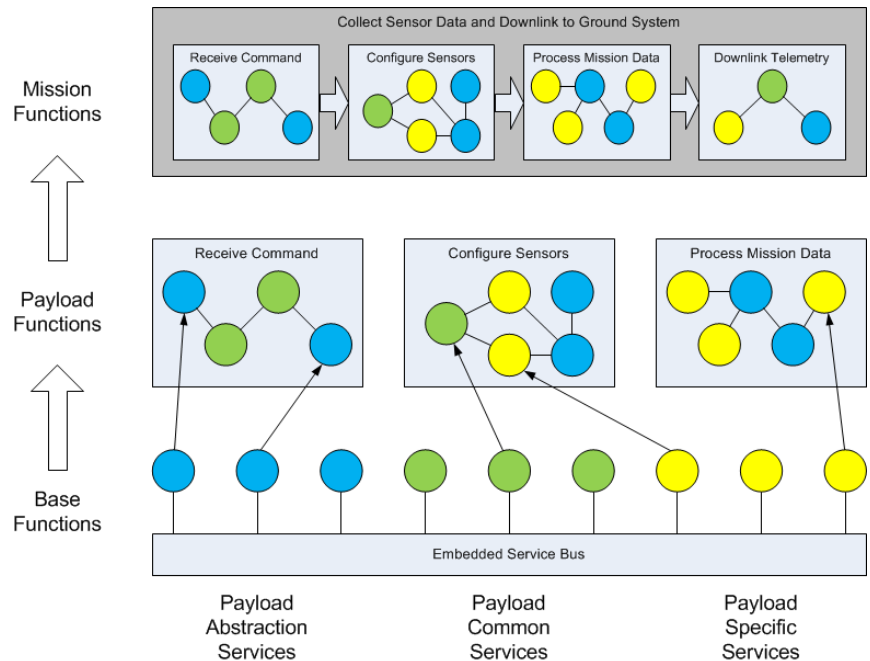 Collect Sensor Data and Downlink to Ground System
Receive Command
Configure Sensors
Process Mission Data
Downlink Telemetry
Mission
Functions
Receive Command
Configure Sensors
Process Mission Data
Payload
Functions
Base
Functions
Embedded Service Bus
Payload
Abstraction
Services
Payload
Common
Services
Payload
Specific
Services